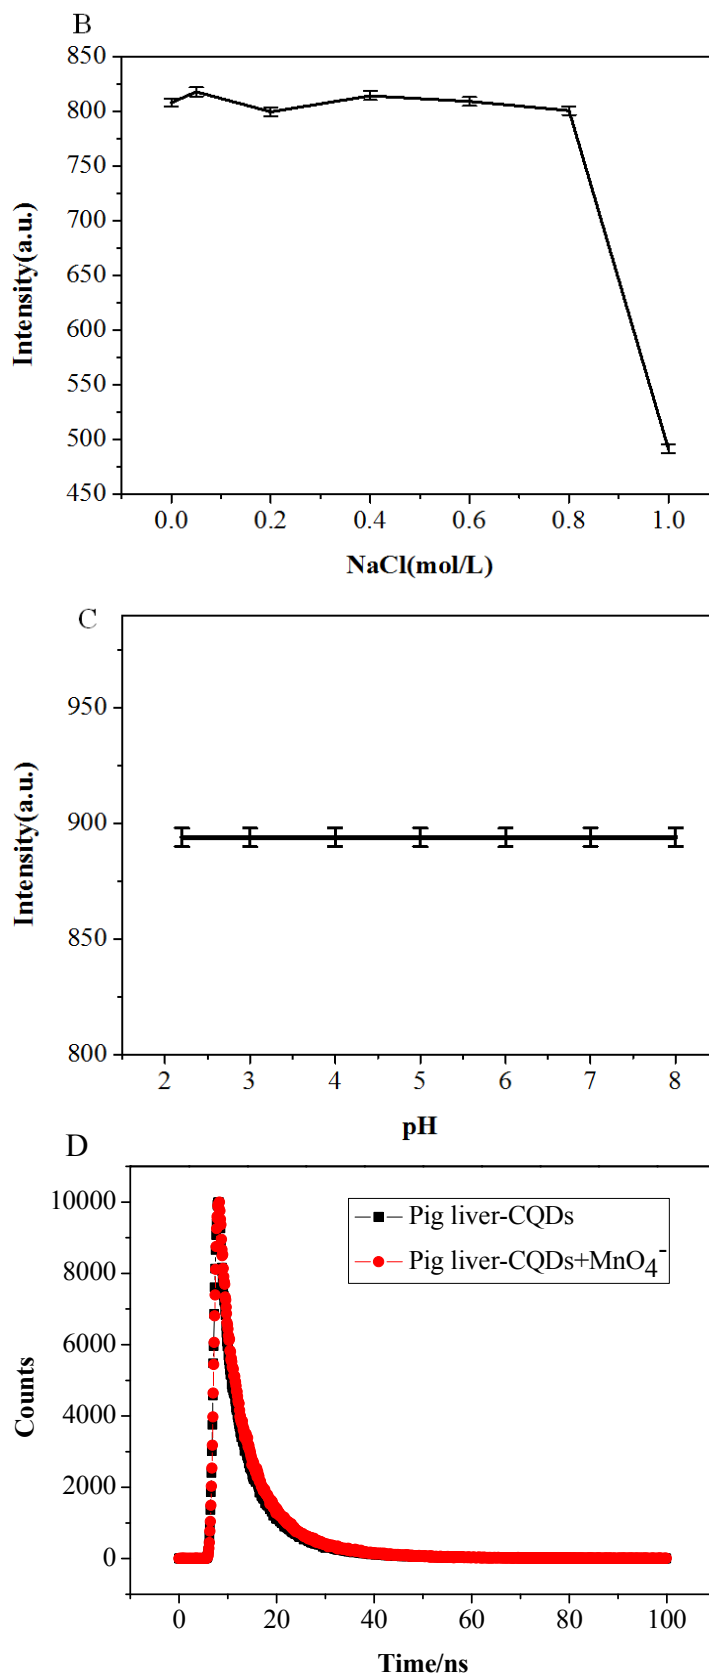 B
850
800
750
700
650
600
550
500
450
Intensity(a.u.)
0.0 0.2 0.4 0.6 0.8 1.0
NaCl(mol/L)
C
950
900
850
800
Intensity(a.u.)
2 3 4 5 6 7 8
pH
D
10000
8000
6000
4000
2000
0
Counts
Pig liver-CQDs
Pig liver-CQDs+MnO₄⁻
0 20 40 60 80 100
Time/ns